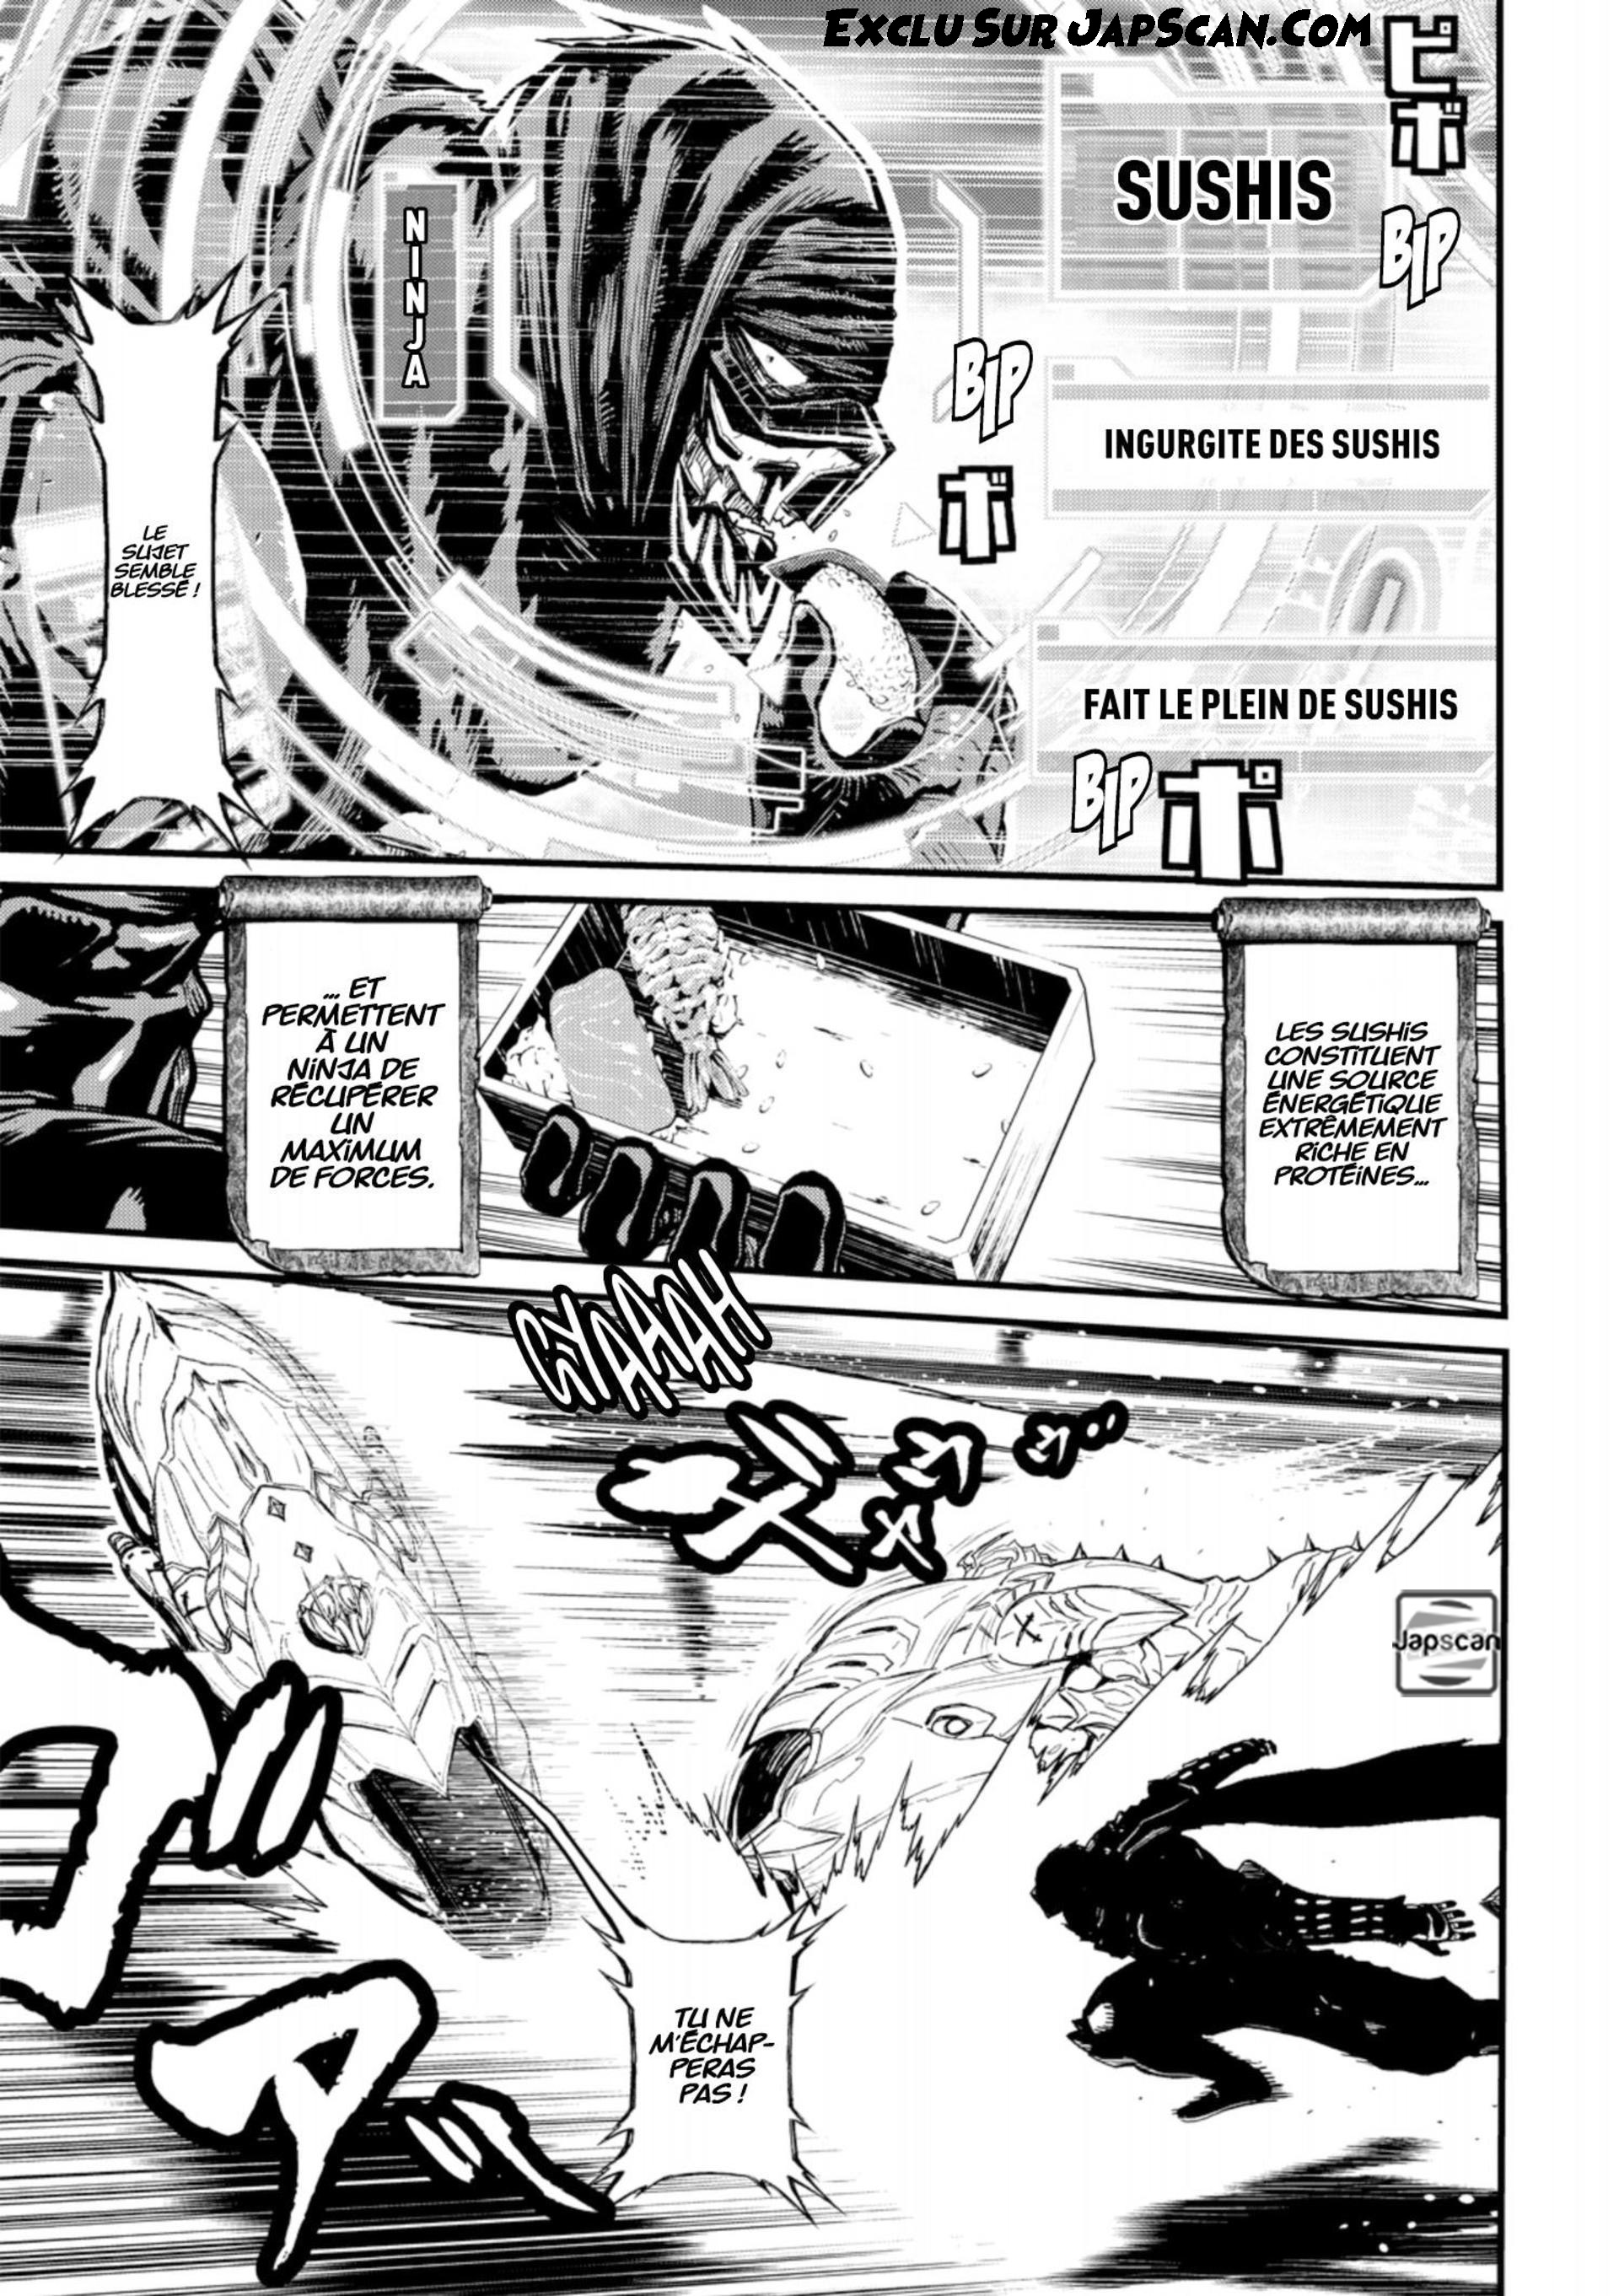 EXCLU SUR JAPSCAN.COM
ピボ
SUSHIS
BIP
NINJA
BIP
ボ
INGURGITE DES SUSHIS
FAIT LE PLEIN DE SUSHIS
BIP
ポ
LE
SUJET
SEMBLE
BLESSÉ !
LES SUSHIS
CONSTITUENT
UNE SOURCE
ÉNERGÉTIQUE
EXTRÊMEMENT
RICHE EN
PROTÉINES...
... ET
PERMETTENT
À UN
NINJA DE
RÉCUPÉRER
UN
MAXIMUM
DE FORCES.
GYAAAH
Japscan
TU NE
M'ÉCHAP-
PERAS
PAS !